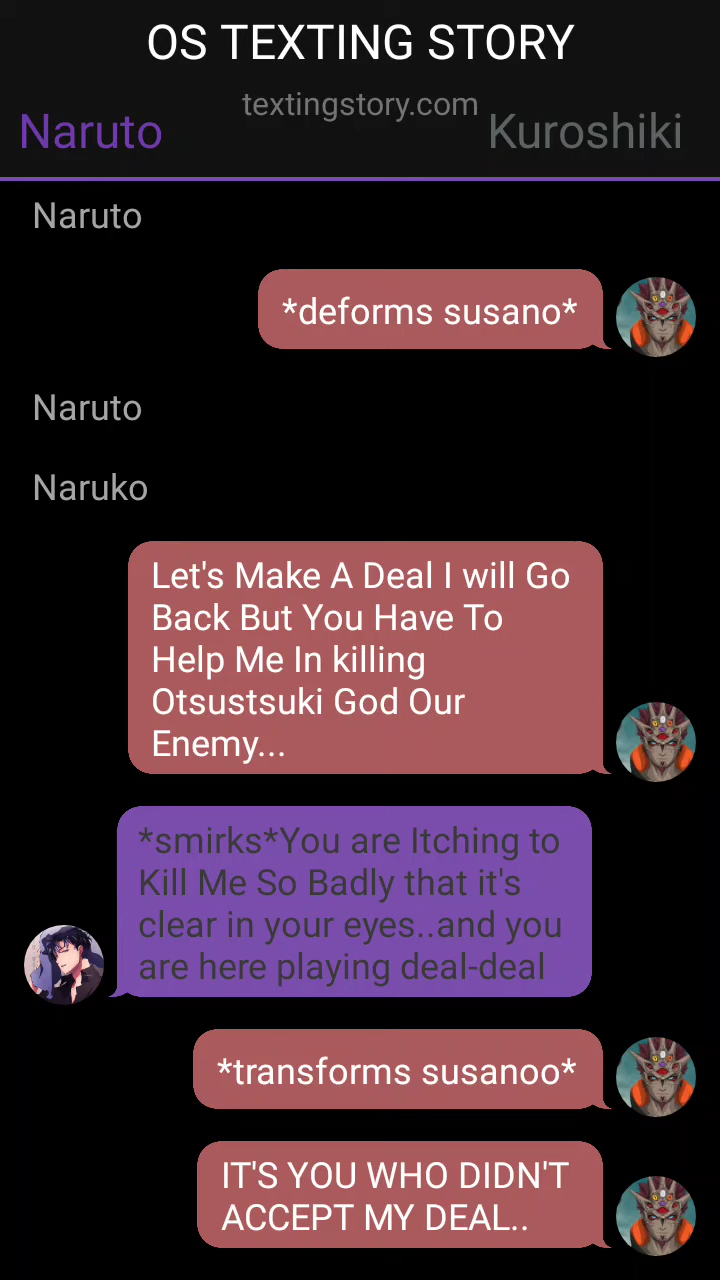 OS TEXTING STORY
textingstory.com
Naruto
Kuroshiki
Naruto
*deforms susano*
Naruto
Naruko
Let's Make A Deal I will Go
Back But You Have To
Help Me In killing
Otsustsuki God Our
Enemy...
*smirks*You are Itching to
Kill Me So Badly that it's
clear in your eyes..and you
are here playing deal-deal
*transforms susanoo*
IT'S YOU WHO DIDN'T
ACCEPT MY DEAL..